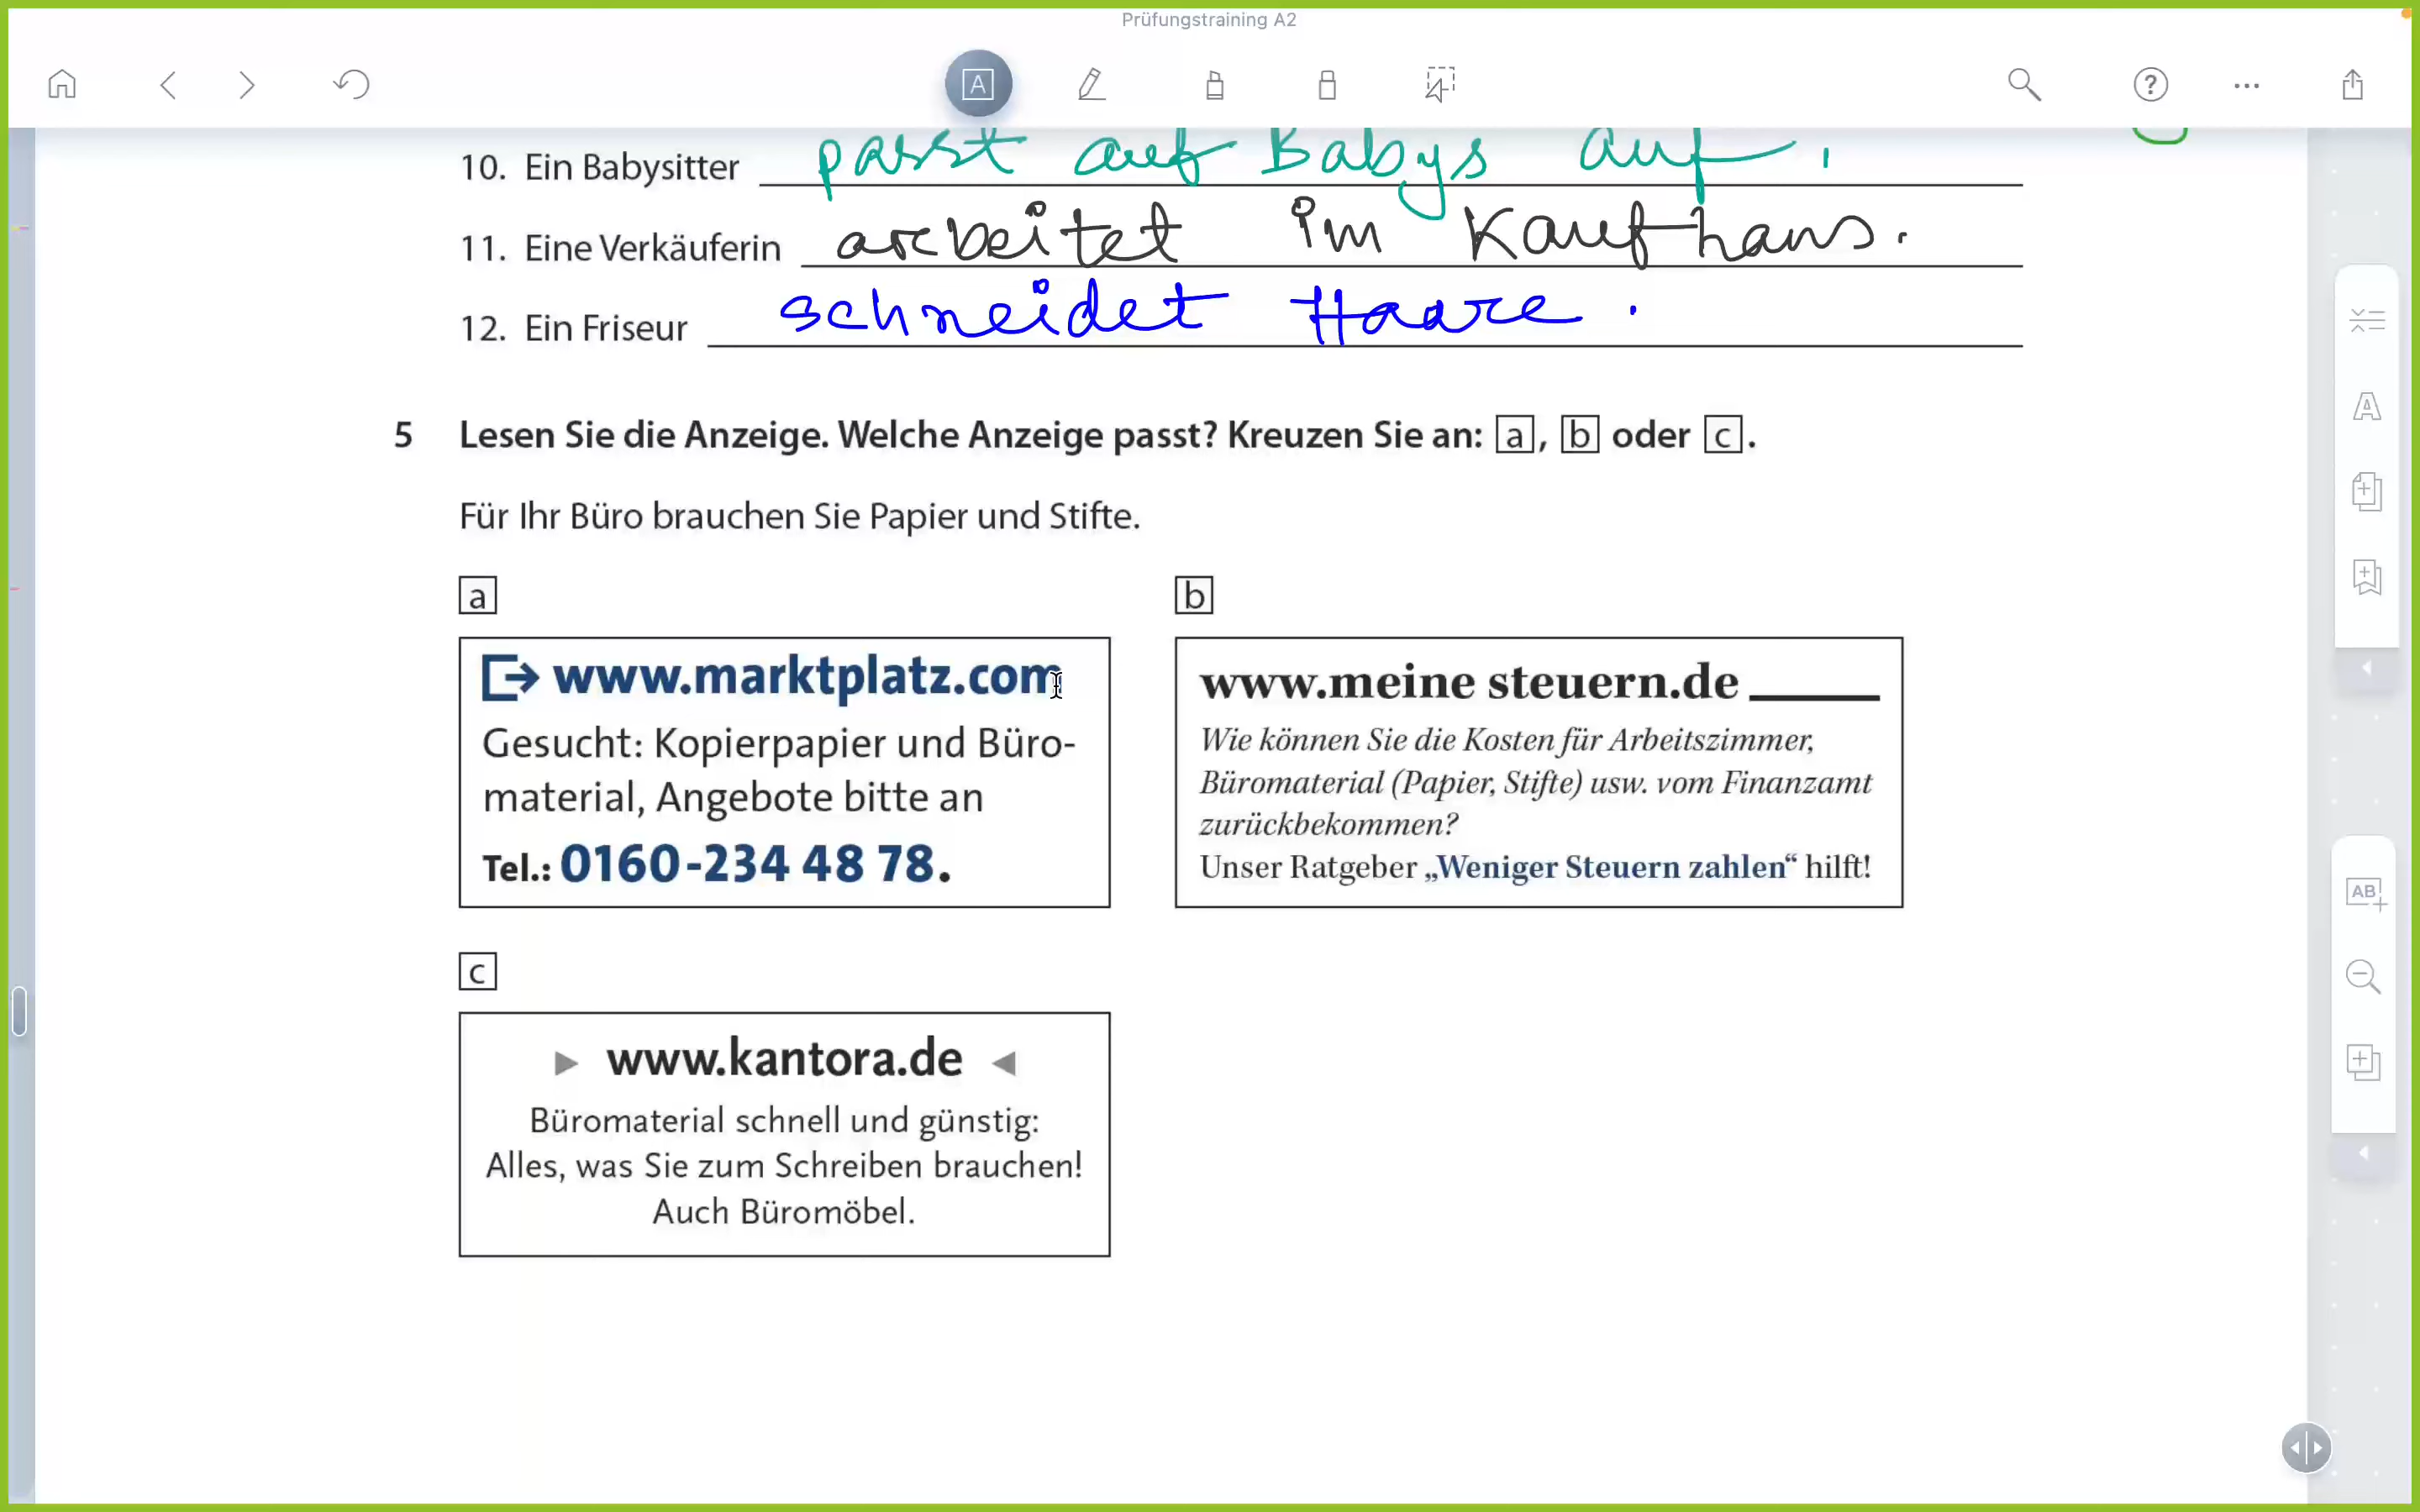 Prüfungstraining A2
A
?
10. Ein Babysitter passt auf Babys auf.
11. Eine Verkäuferin arbeitet im Kaufhaus.
12. Ein Friseur schneidet Haare.
5 Lesen Sie die Anzeige. Welche Anzeige passt? Kreuzen Sie an: a, b oder c.
Für Ihr Büro brauchen Sie Papier und Stifte.
a
www.marktplatz.com
Gesucht: Kopierpapier und Büro-
material, Angebote bitte an
Tel.: 0160-234 48 78.
b
www.meine steuern.de
Wie können Sie die Kosten für Arbeitszimmer,
Büromaterial (Papier, Stifte) usw. vom Finanzamt
zurückbekommen?
Unser Ratgeber „Weniger Steuern zahlen“ hilft!
c
www.kantora.de
Büromaterial schnell und günstig:
Alles, was Sie zum Schreiben brauchen!
Auch Büromöbel.
A
AB